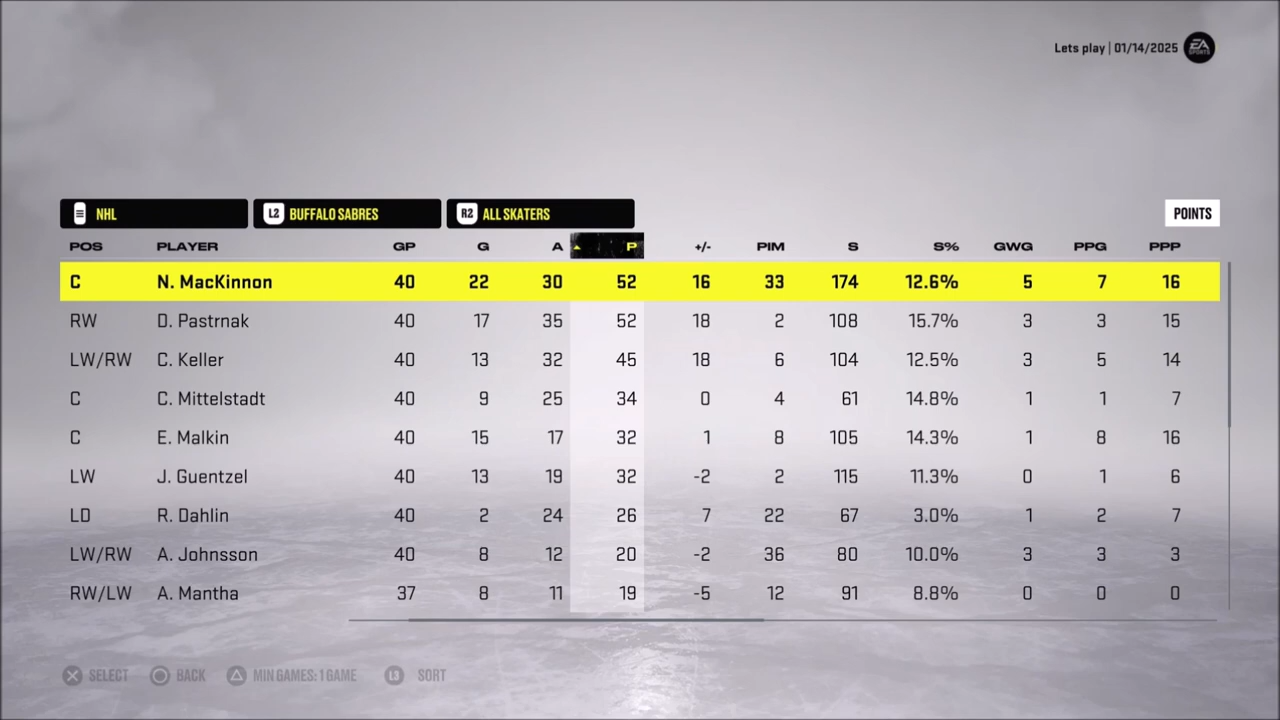 Lets play | 01/14/2025 EA SPORTS
NHL L2 BUFFALO SABRES R2 ALL SKATERS POINTS
POS PLAYER GP G A P +/- PIM S S% GWG PPG PPP
C N. MacKinnon 40 22 30 52 16 33 174 12.6% 5 7 16
RW D. Pastrnak 40 17 35 52 18 2 108 15.7% 3 3 15
LW/RW C. Keller 40 13 32 45 18 6 104 12.5% 3 5 14
C C. Mittelstadt 40 9 25 34 0 4 61 14.8% 1 1 7
C E. Malkin 40 15 17 32 1 8 105 14.3% 1 8 16
LW J. Guentzel 40 13 19 32 -2 2 115 11.3% 0 1 6
LD R. Dahlin 40 2 24 26 7 22 67 3.0% 1 2 7
LW/RW A. Johnsson 40 8 12 20 -2 36 80 10.0% 3 3 3
RW/LW A. Mantha 37 8 11 19 -5 12 91 8.8% 0 0 0
SELECT BACK MIN GAMES: 1 GAME L3 SORT